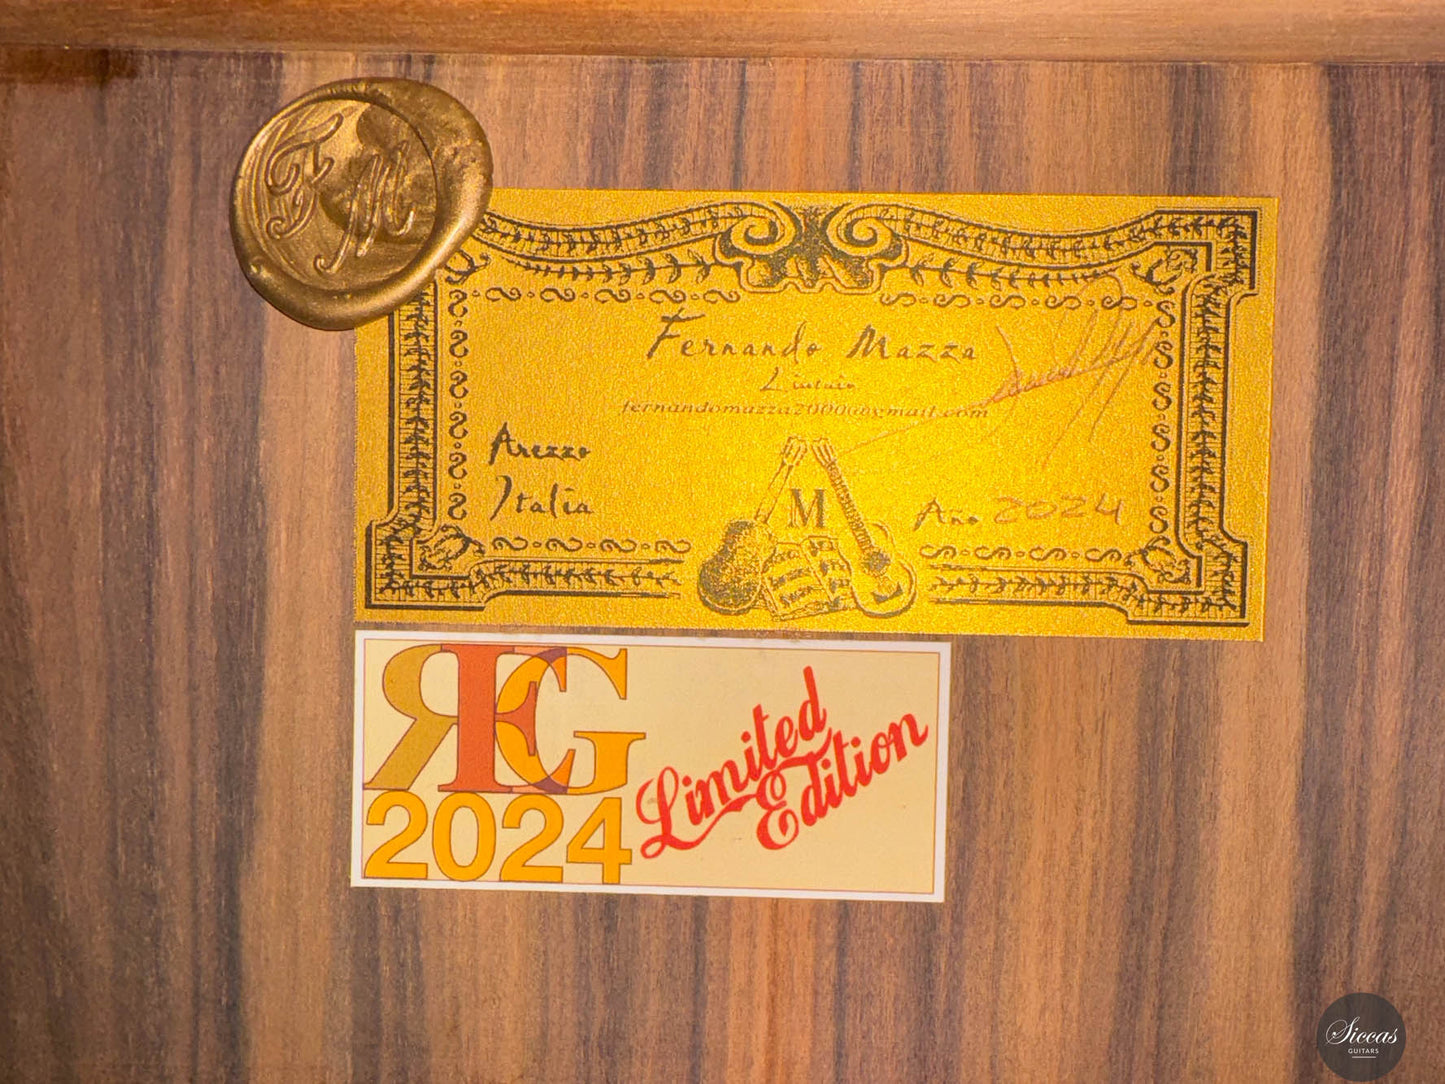 FM
Fernando Mazza
Liutaio
fernandomazza2000@gmail.com
Arezzo
Italia
M
Año 2024
REG
2024
Limited
Edition
Siccas
GUITARS